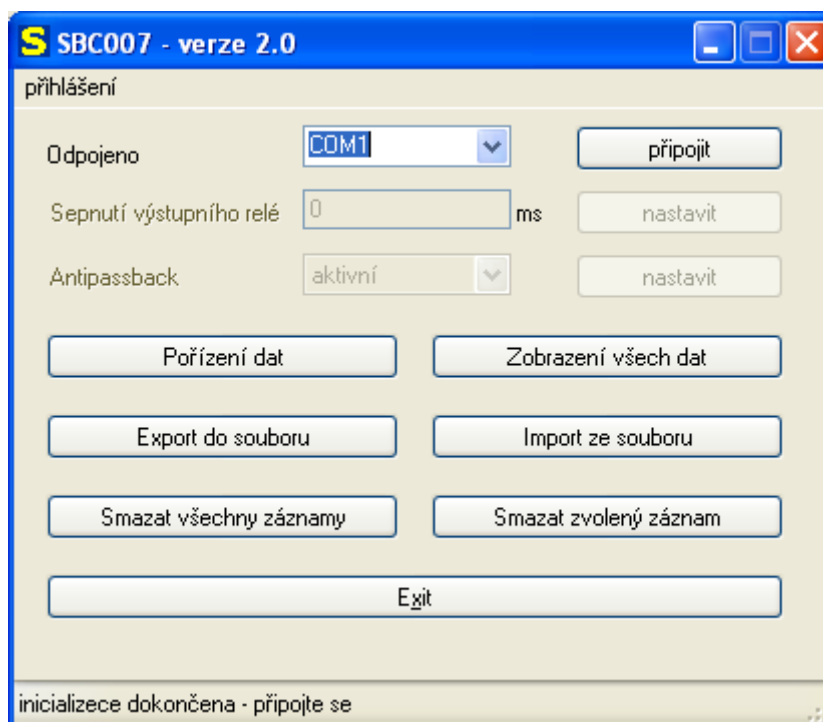 S SBC007 - verze 2.0
přihlášení
Odpojeno COM1 připojit
Sepnutí výstupního relé 0 ms nastavit
Antipassback aktivní nastavit
Pořízení dat Zobrazení všech dat
Export do souboru Import ze souboru
Smazat všechny záznamy Smazat zvolený záznam
Exit
inicializece dokončena - připojte se